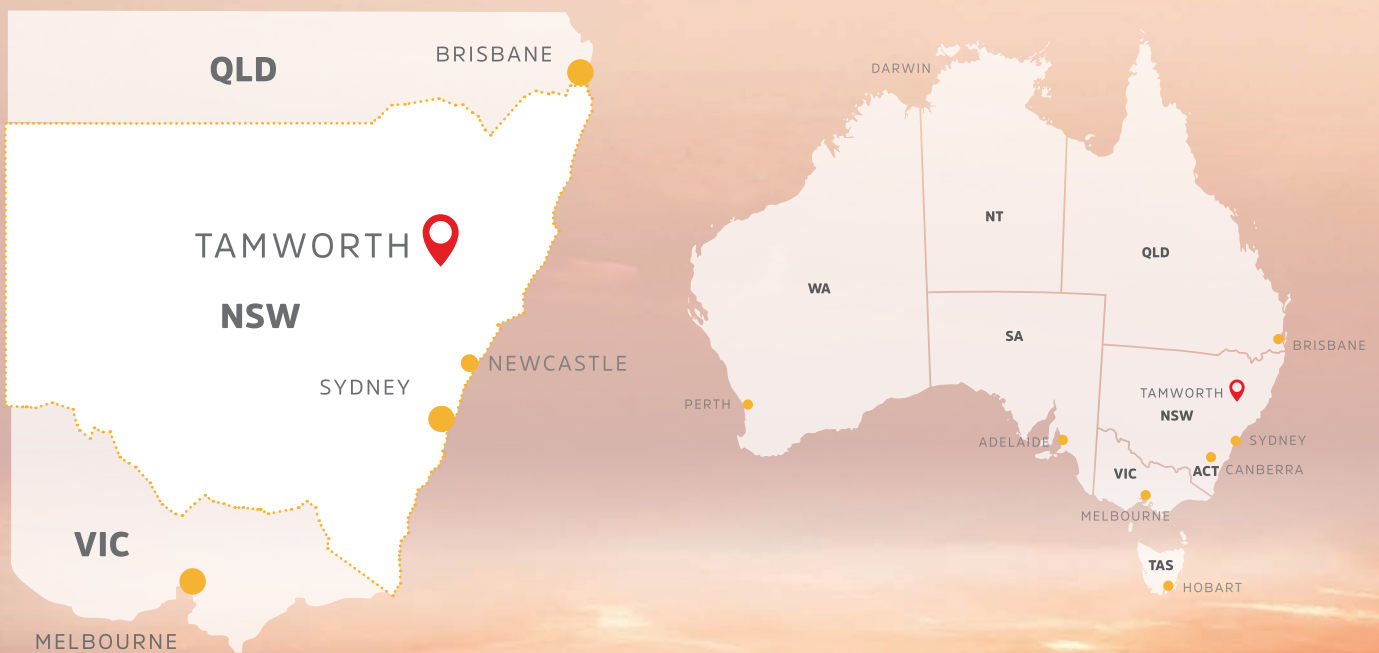 QLD
BRISBANE
TAMWORTH
NSW
NEWCASTLE
SYDNEY
VIC
MELBOURNE
DARWIN
NT
QLD
WA
SA
BRISBANE
TAMWORTH
NSW
PERTH
ADELAIDE
SYDNEY
VIC
ACT CANBERRA
MELBOURNE
TAS
HOBART